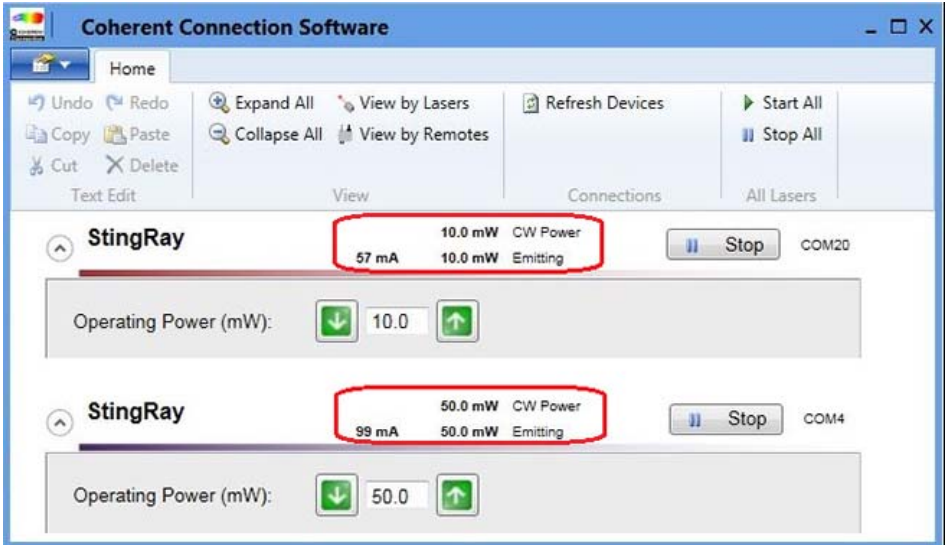 Coherent Connection Software
Home
Undo Redo Expand All View by Lasers Refresh Devices Start All
Copy Paste Collapse All View by Remotes Stop All
Cut Delete
Text Edit View Connections All Lasers
StingRay 10.0 mW CW Power Stop COM20
57 mA 10.0 mW Emitting
Operating Power (mW): 10.0
StingRay 50.0 mW CW Power Stop COM4
99 mA 50.0 mW Emitting
Operating Power (mW): 50.0